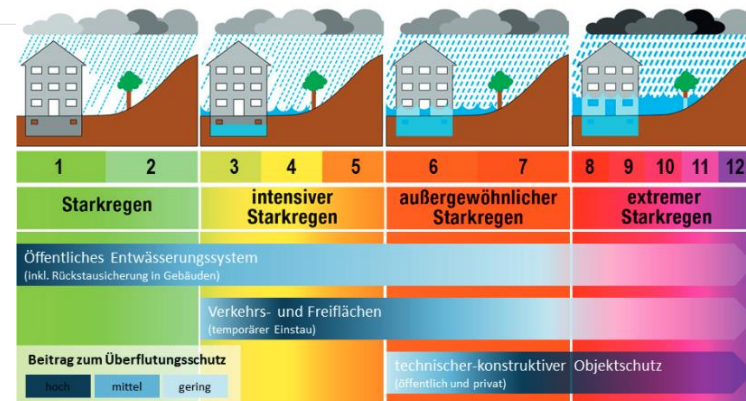 1 2 3 4 5 6 7 8 9 10 11 12
Starkregen
intensiver
Starkregen
außergewöhnlicher
Starkregen
extremer
Starkregen
Öffentliches Entwässerungssystem
(inkl. Rückstausicherung in Gebäuden)
Verkehrs- und Freiflächen
(temporärer Einstau)
technischer-konstruktiver Objektschutz
(öffentlich und privat)
Beitrag zum Überflutungsschutz
hoch mittel gering